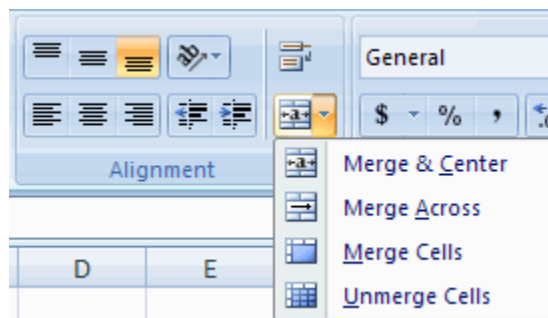 General
$ % ,
Alignment
Merge & Center
Merge Across
Merge Cells
Unmerge Cells
D E